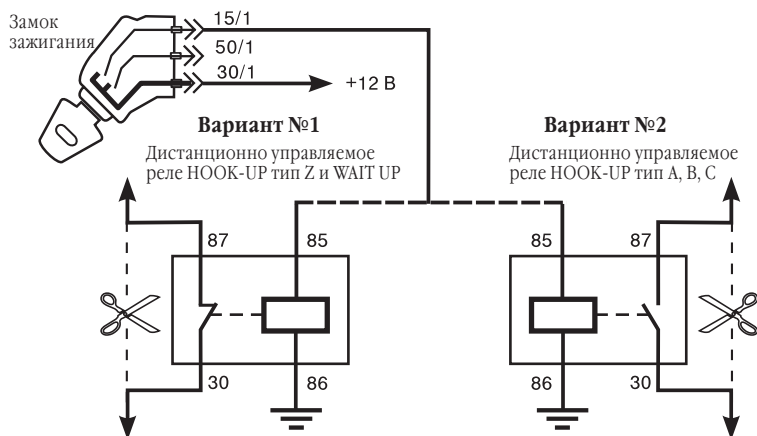 Замок
зажигания
15/1
50/1
30/1
+12 В
Вариант №1
Дистанционно управляемое
реле HOOK-UP тип Z и WAIT UP
Вариант №2
Дистанционно управляемое
реле HOOK-UP тип A, B, C
87
85
85
87
30
86
86
30